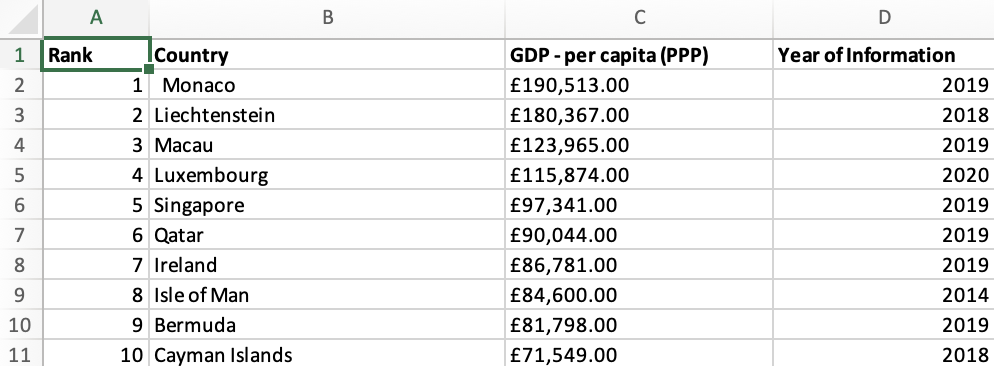 A B C D
1 Rank Country GDP - per capita (PPP) Year of Information
2 1 Monaco £190,513.00 2019
3 2 Liechtenstein £180,367.00 2018
4 3 Macau £123,965.00 2019
5 4 Luxembourg £115,874.00 2020
6 5 Singapore £97,341.00 2019
7 6 Qatar £90,044.00 2019
8 7 Ireland £86,781.00 2019
9 8 Isle of Man £84,600.00 2014
10 9 Bermuda £81,798.00 2019
11 10 Cayman Islands £71,549.00 2018